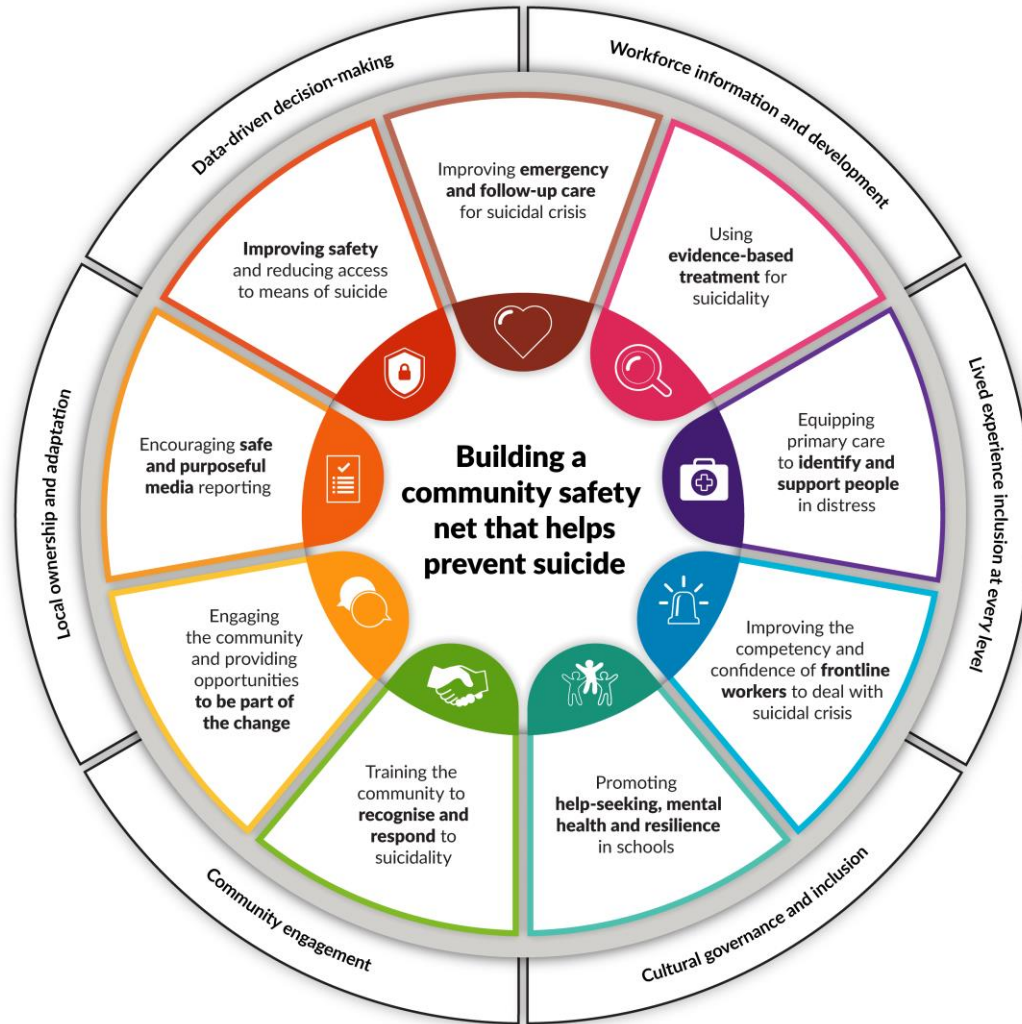 Building a
community safety
net that helps
prevent suicide
Improving emergency
and follow-up care
for suicidal crisis
Using
evidence-based
treatment for
suicidality
Equipping
primary care
to identify and
support people
in distress
Improving the
competency and
confidence of frontline
workers to deal with
suicidal crisis
Promoting
help-seeking, mental
health and resilience
in schools
Training the
community to
recognise and
respond to
suicidality
Engaging
the community
and providing
opportunities
to be part of
the change
Encouraging safe
and purposeful
media reporting
Improving safety
and reducing access
to means of suicide
Workforce information and development
Lived experience inclusion at every level
Cultural governance and inclusion
Community engagement
Local ownership and adaptation
Data-driven decision-making